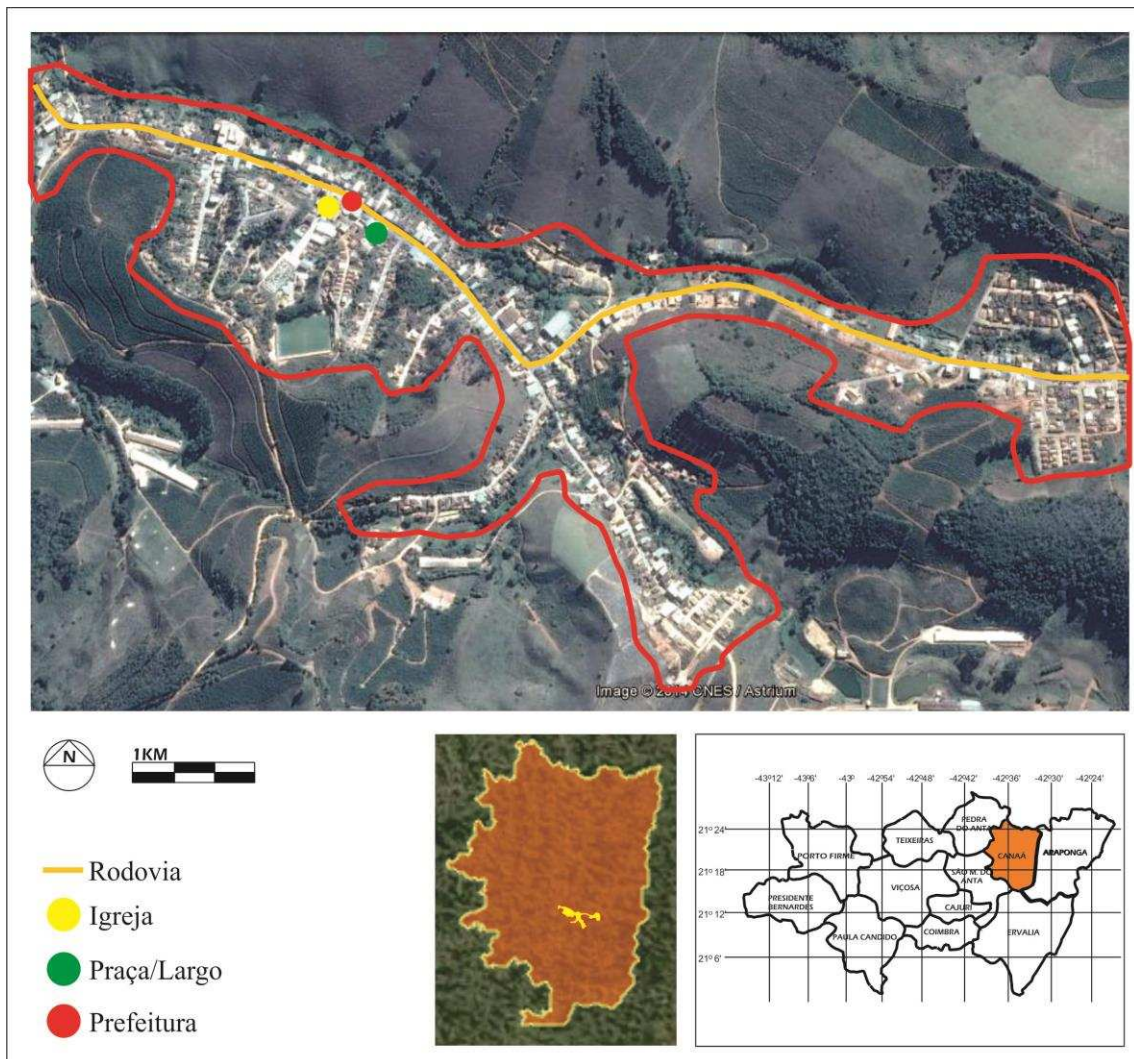 Image © 2014 CNES / Astrium
N
1KM
Rodovia
Igreja
Praça/Largo
Prefeitura
-43º12' -43º6' -43º -42º54' -42º48' -42º42' -42º36' -42º30' -42º24'
21º 24'
21º 18'
21º 12'
21º 6'
PEDRA
DO ANTA
TEIXEIRAS
PORTO FIRME
CANAÃ
ARAPONGA
SÃO M. DO
ANTA
VIÇOSA
PRESIDENTE
BERNARDES
CAJURI
PAULA CANDIDO
COIMBRA
ERVALIA